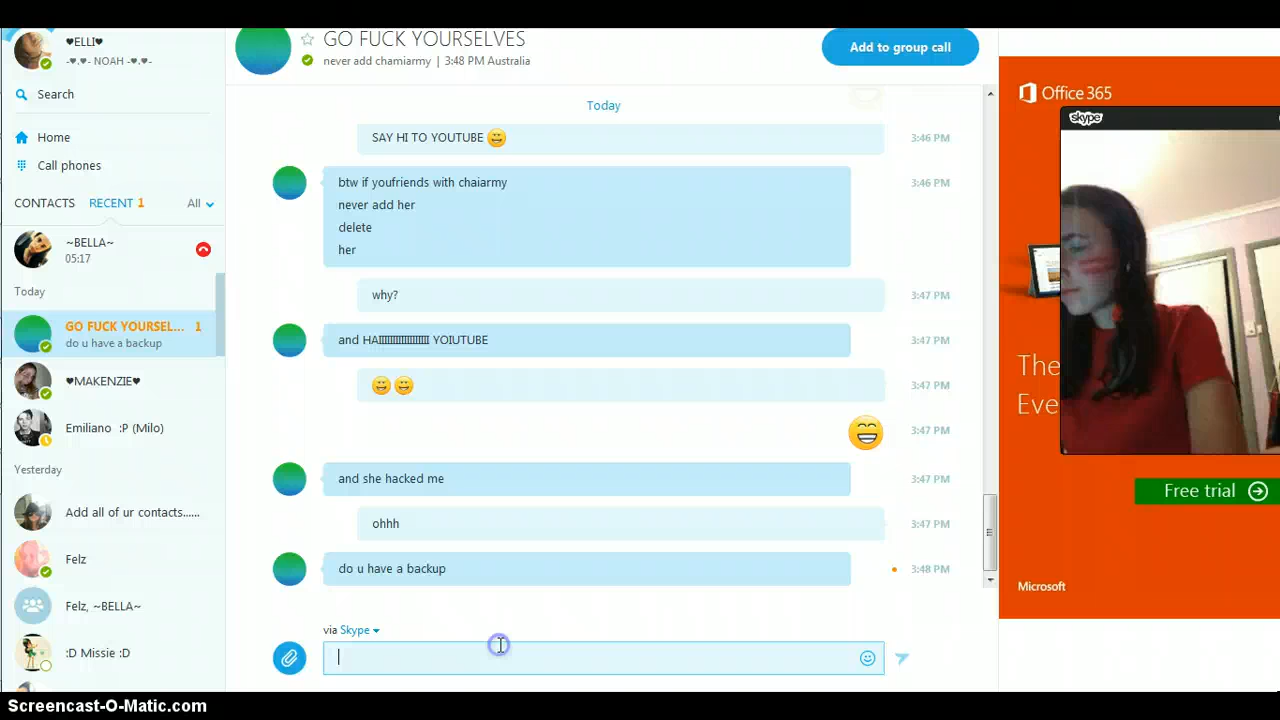 ♥ELLI♥
-♥.♥- NOAH -♥.♥-
Search
Home
Call phones
CONTACTS RECENT 1 All
~BELLA~
05:17
Today
GO FUCK YOURSEL... 1
do u have a backup
♥MAKENZIE♥
Emiliano :P (Milo)
Yesterday
Add all of ur contacts......
Felz
Felz, ~BELLA~
:D Missie :D
GO FUCK YOURSELVES
never add chamiarmy | 3:48 PM Australia
Add to group call
Today
SAY HI TO YOUTUBE 3:46 PM
btw if youfriends with chaiarmy 3:46 PM
never add her
delete
her
why? 3:47 PM
and HAIIIIIIIIIIIIIIIIIII YOIUTUBE 3:47 PM
3:47 PM
3:47 PM
and she hacked me 3:47 PM
ohhh 3:47 PM
do u have a backup 3:48 PM
via Skype
Office 365
skype
The
Eve
Free trial
Microsoft
Screencast-O-Matic.com